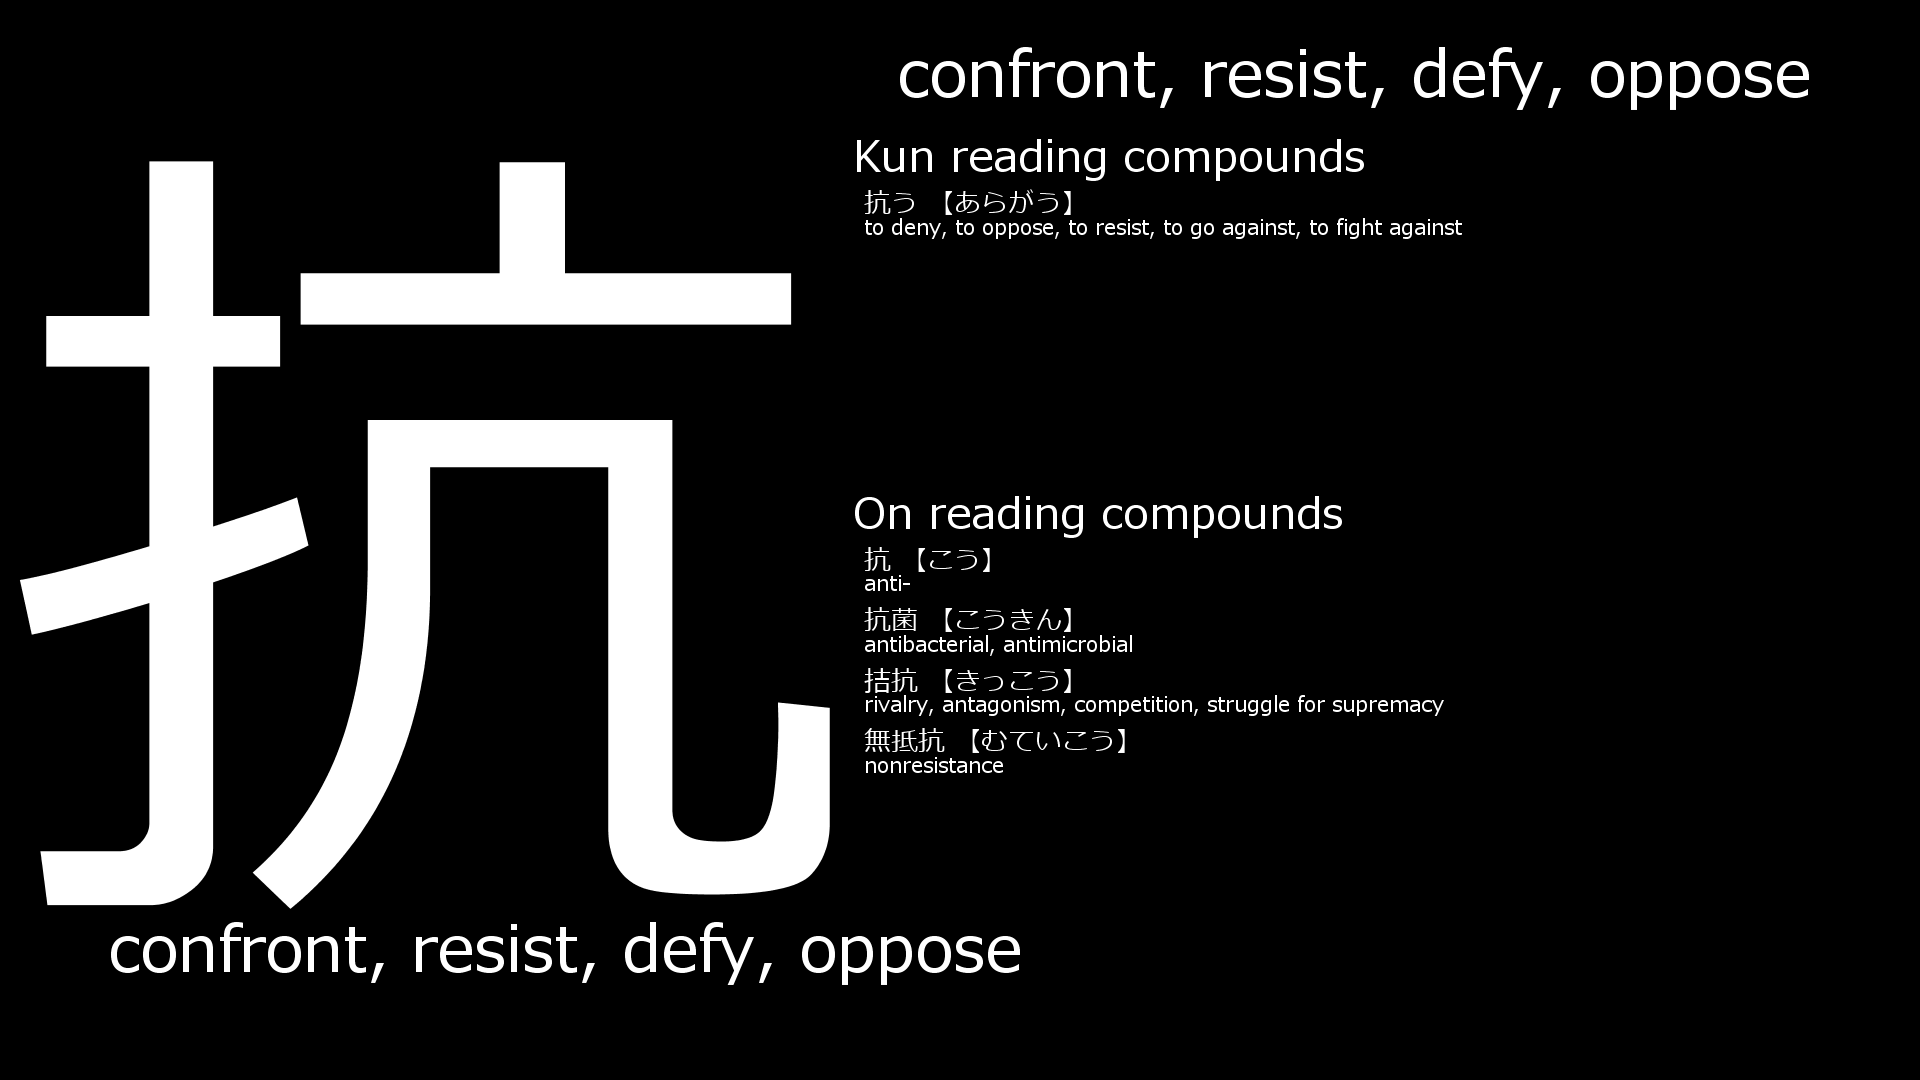 confront, resist, defy, oppose
抗
Kun reading compounds
抗う 【あらがう】
to deny, to oppose, to resist, to go against, to fight against
On reading compounds
抗 【こう】
anti-
抗菌 【こうきん】
antibacterial, antimicrobial
拮抗 【きっこう】
rivalry, antagonism, competition, struggle for supremacy
無抵抗 【むていこう】
nonresistance
confront, resist, defy, oppose